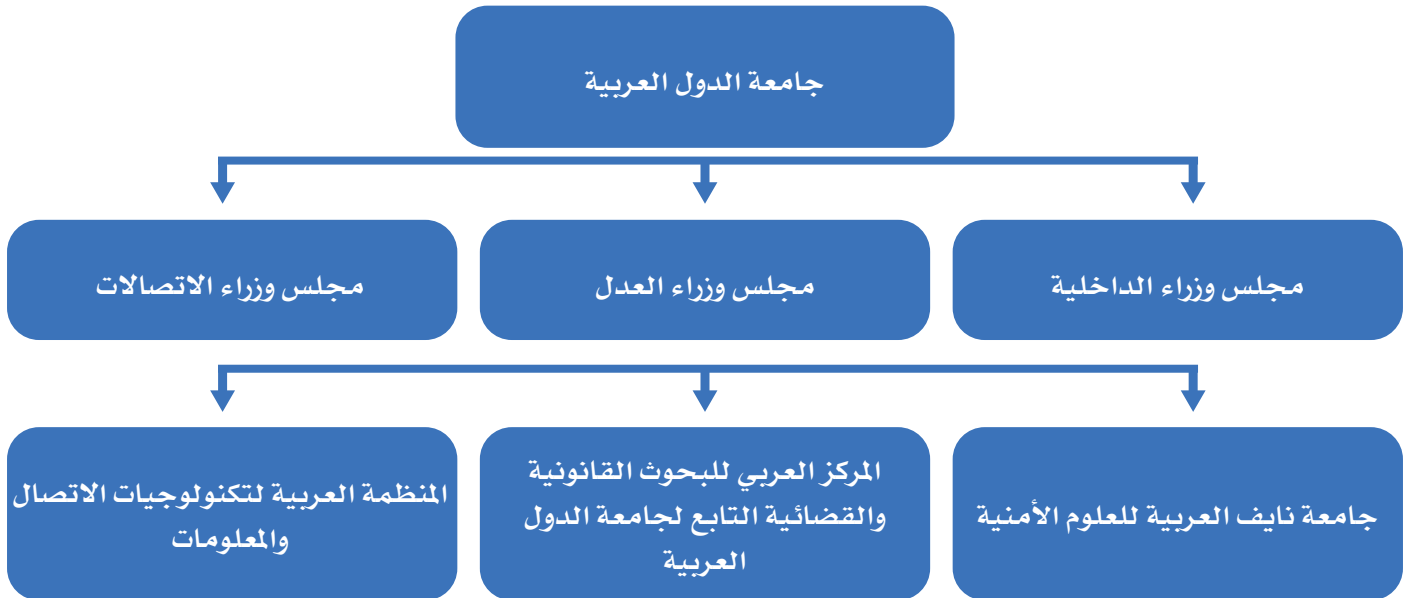 جامعة الدول العربية
مجلس وزراء الداخلية
مجلس وزراء العدل
مجلس وزراء الاتصالات
جامعة نايف العربية للعلوم الأمنية
المركز العربي للبحوث القانونية
والقضائية التابع لجامعة الدول
العربية
المنظمة العربية لتكنولوجيات الاتصال
والمعلومات